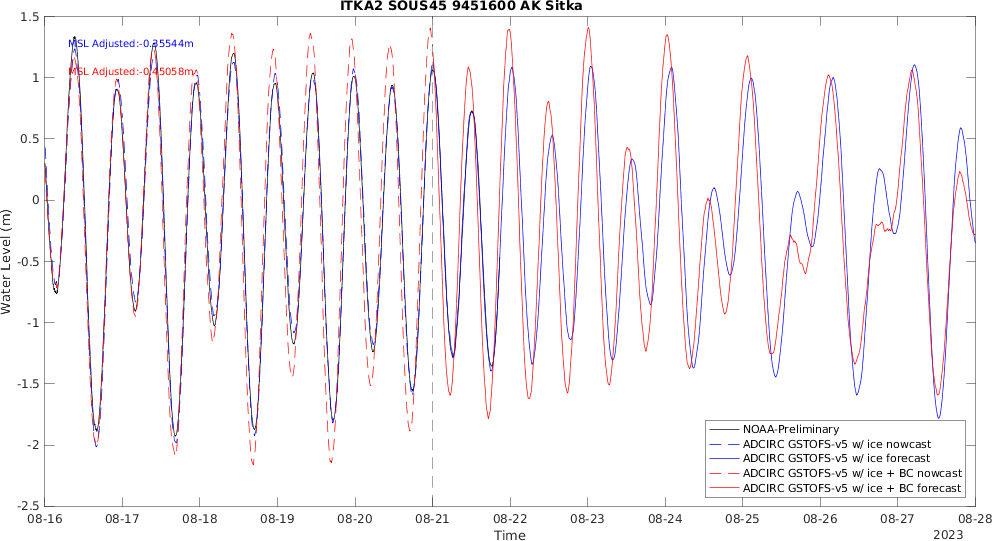 ITKA2 SOUS45 9451600 AK Sitka
MSL Adjusted:-0.35544m
MSL Adjusted:-0.45058m
1.5
1
0.5
0
-0.5
-1
-1.5
-2
-2.5
Water Level (m)
NOAA-Preliminary
ADCIRC GSTOFS-v5 w/ ice nowcast
ADCIRC GSTOFS-v5 w/ ice forecast
ADCIRC GSTOFS-v5 w/ ice + BC nowcast
ADCIRC GSTOFS-v5 w/ ice + BC forecast
08-16 08-17 08-18 08-19 08-20 08-21 08-22 08-23 08-24 08-25 08-26 08-27 08-28
Time
2023